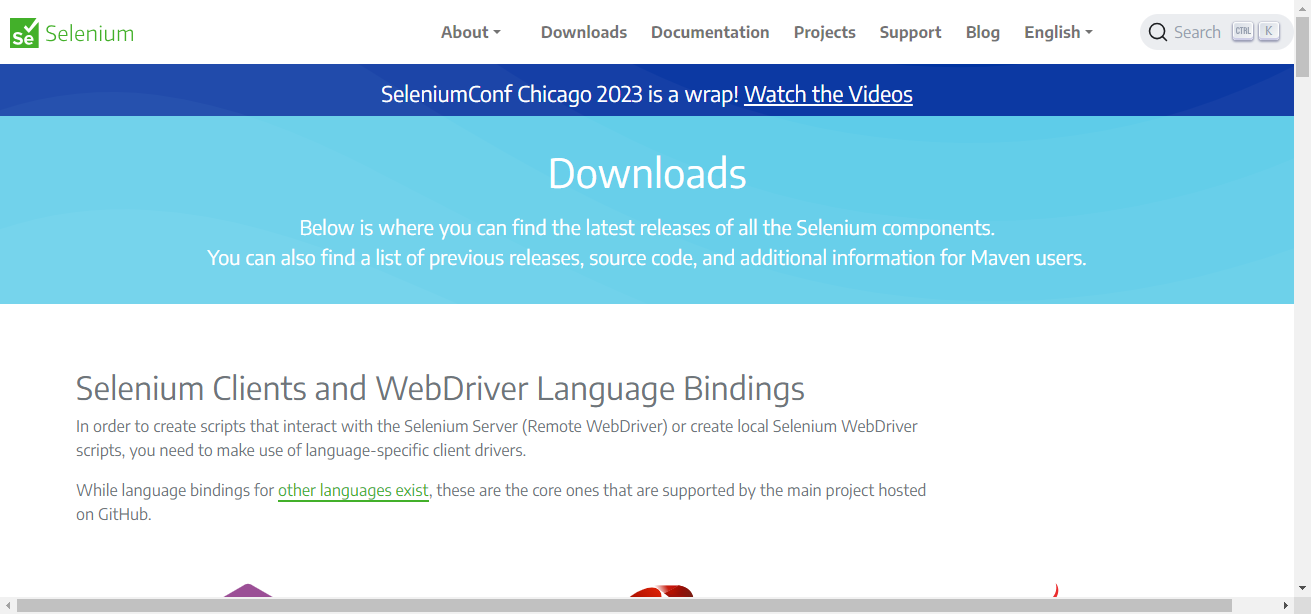 Se Selenium
About Downloads Documentation Projects Support Blog English Search CTRL K
SeleniumConf Chicago 2023 is a wrap! Watch the Videos
Downloads
Below is where you can find the latest releases of all the Selenium components.
You can also find a list of previous releases, source code, and additional information for Maven users.
Selenium Clients and WebDriver Language Bindings
In order to create scripts that interact with the Selenium Server (Remote WebDriver) or create local Selenium WebDriver
scripts, you need to make use of language-specific client drivers.
While language bindings for other languages exist, these are the core ones that are supported by the main project hosted
on GitHub.